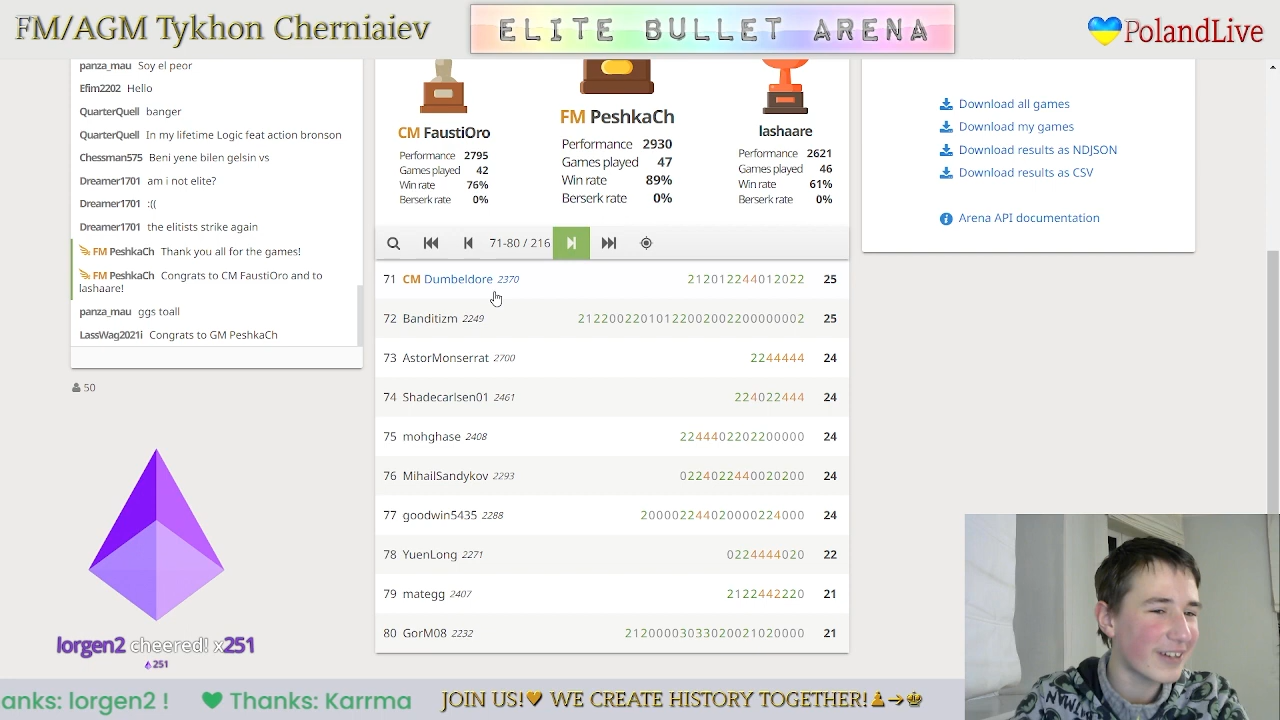 FM/AGM Tykhon Cherniaiev
ELITE BULLET ARENA
PolandLive
panza_mau Soy el peor
Efim2202 Hello
QuarterQuell banger
QuarterQuell In my lifetime Logic feat action bronson
Chessman575 Beni yene bilen gelsin vs
Dreamer1701 am i not elite?
Dreamer1701 :((
Dreamer1701 the elitists strike again
FM PeshkaCh Thank you all for the games!
FM PeshkaCh Congrats to CM FaustiOro and to
lashaare!
panza_mau ggs toall
LassWag2021i Congrats to GM PeshkaCh
50
CM FaustiOro
Performance 2795
Games played 42
Win rate 76%
Berserk rate 0%
FM PeshkaCh
Performance 2930
Games played 47
Win rate 89%
Berserk rate 0%
lashaare
Performance 2621
Games played 46
Win rate 61%
Berserk rate 0%
71-80 / 216
71 CM Dumbeldore 2370 212012244012022 25
72 Banditizm 2249 21220022010122002002200000002 25
73 AstorMonserrat 2700 2244444 24
74 Shadecarlsen01 2461 224022444 24
75 mohghase 2408 2244402202200000 24
76 MihailSandykov 2293 0224022440020200 24
77 goodwin5435 2288 200002244020000224000 24
78 YuenLong 2271 0224444020 22
79 mategg 2407 2122442220 21
80 GorM08 2232 21200003033020021020000 21
Download all games
Download my games
Download results as NDJSON
Download results as CSV
Arena API documentation
lorgen2 cheered! x251
251
anks: lorgen2 !
Thanks: Karrma
JOIN US! WE CREATE HISTORY TOGETHER!